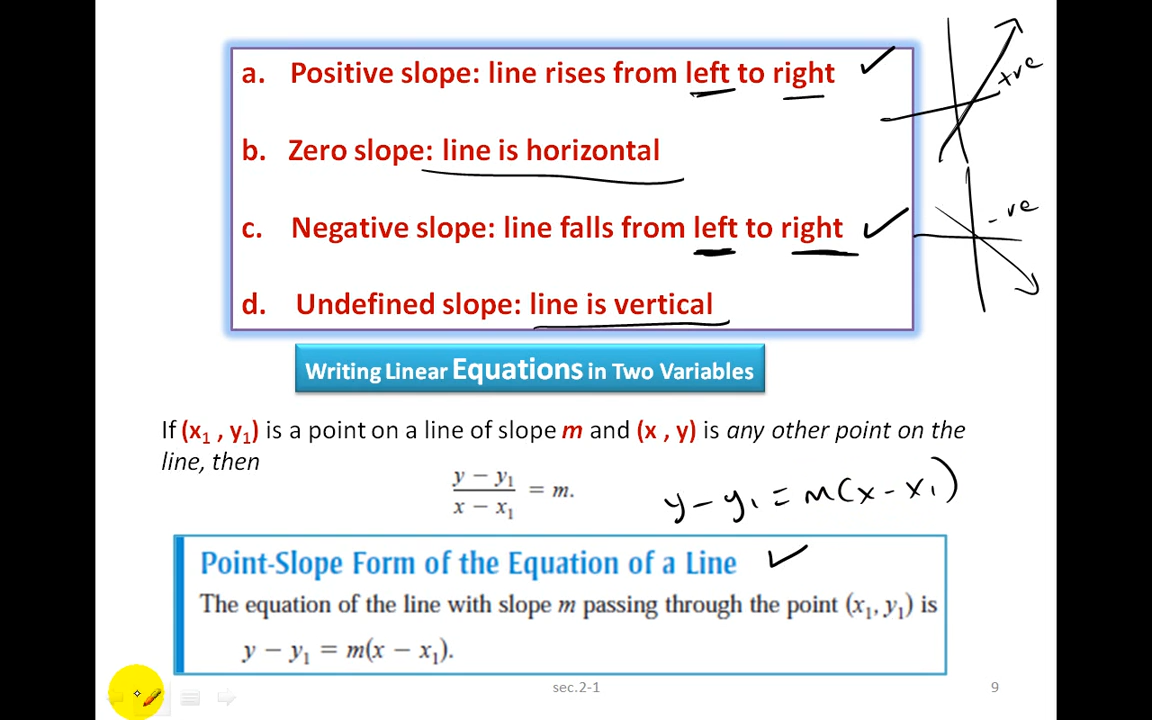 a. Positive slope: line rises from left to right
+ve
b. Zero slope: line is horizontal
c. Negative slope: line falls from left to right
-ve
d. Undefined slope: line is vertical
Writing Linear Equations in Two Variables
If (x₁ , y₁) is a point on a line of slope m and (x , y) is any other point on the
line, then
y − y₁ / x − x₁ = m.
y − y₁ = m(x − x₁)
Point-Slope Form of the Equation of a Line
The equation of the line with slope m passing through the point (x₁, y₁) is
y − y₁ = m(x − x₁).
sec.2-1
9